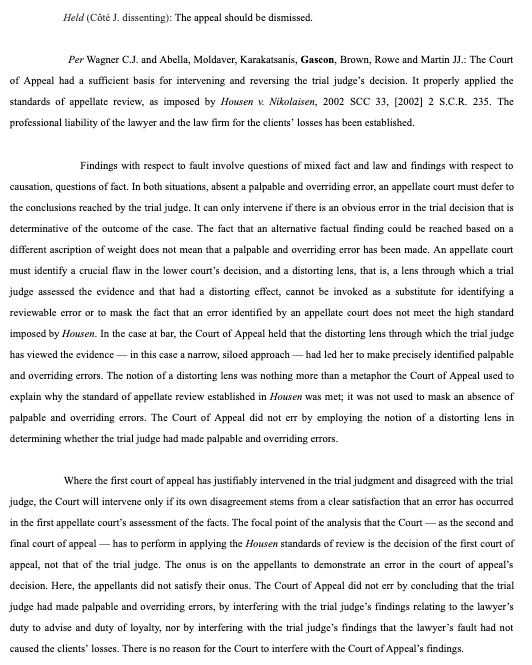 Held (Côté J. dissenting): The appeal should be dismissed.
Per Wagner C.J. and Abella, Moldaver, Karakatsanis, Gascon, Brown, Rowe and Martin JJ.: The Court
of Appeal had a sufficient basis for intervening and reversing the trial judge's decision. It properly applied the
standards of appellate review, as imposed by Housen v. Nikolaisen, 2002 SCC 33, [2002] 2 S.C.R. 235. The
professional liability of the lawyer and the law firm for the clients' losses has been established.
Findings with respect to fault involve questions of mixed fact and law and findings with respect to
causation, questions of fact. In both situations, absent a palpable and overriding error, an appellate court must defer to
the conclusions reached by the trial judge. It can only intervene if there is an obvious error in the trial decision that is
determinative of the outcome of the case. The fact that an alternative factual finding could be reached based on a
different ascription of weight does not mean that a palpable and overriding error has been made. An appellate court
must identify a crucial flaw in the lower court's decision, and a distorting lens, that is, a lens through which a trial
judge assessed the evidence and that had a distorting effect, cannot be invoked as a substitute for identifying a
reviewable error or to mask the fact that an error identified by an appellate court does not meet the high standard
imposed by Housen. In the case at bar, the Court of Appeal held that the distorting lens through which the trial judge
has viewed the evidence — in this case a narrow, siloed approach — had led her to make precisely identified palpable
and overriding errors. The notion of a distorting lens was nothing more than a metaphor the Court of Appeal used to
explain why the standard of appellate review established in Housen was met; it was not used to mask an absence of
palpable and overriding errors. The Court of Appeal did not err by employing the notion of a distorting lens in
determining whether the trial judge had made palpable and overriding errors.
Where the first court of appeal has justifiably intervened in the trial judgment and disagreed with the trial
judge, the Court will intervene only if its own disagreement stems from a clear satisfaction that an error has occurred
in the first appellate court's assessment of the facts. The focal point of the analysis that the Court — as the second and
final court of appeal — has to perform in applying the Housen standards of review is the decision of the first court of
appeal, not that of the trial judge. The onus is on the appellants to demonstrate an error in the court of appeal's
decision. Here, the appellants did not satisfy their onus. The Court of Appeal did not err by concluding that the trial
judge had made palpable and overriding errors, by interfering with the trial judge's findings relating to the lawyer's
duty to advise and duty of loyalty, nor by interfering with the trial judge's findings that the lawyer's fault had not
caused the clients' losses. There is no reason for the Court to interfere with the Court of Appeal's findings.